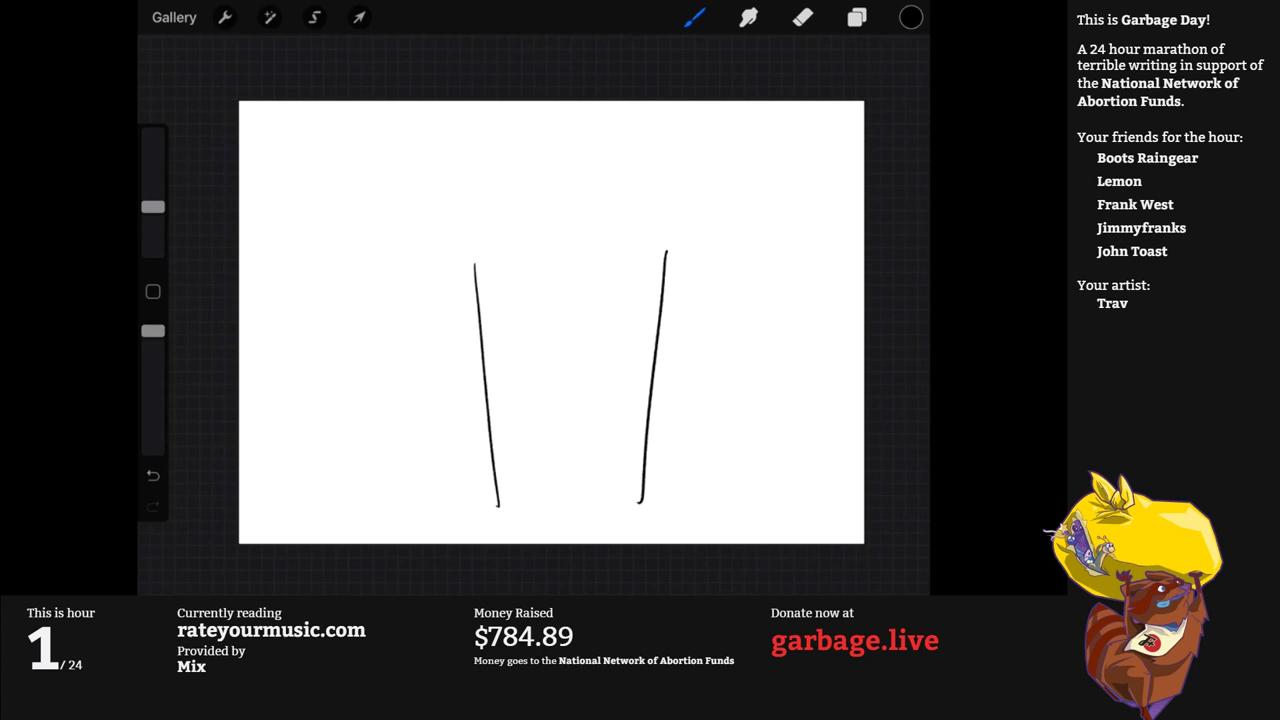 Gallery
This is Garbage Day!
A 24 hour marathon of
terrible writing in support of
the National Network of
Abortion Funds.
Your friends for the hour:
Boots Raingear
Lemon
Frank West
Jimmyfranks
John Toast
Your artist:
Trav
This is hour
1 / 24
Currently reading
rateyourmusic.com
Provided by
Mix
Money Raised
$784.89
Money goes to the National Network of Abortion Funds
Donate now at
garbage.live